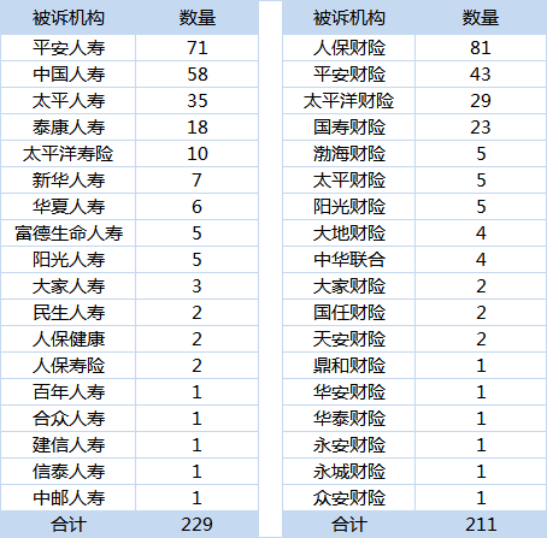 被诉机构 数量 被诉机构 数量
平安人寿 71 人保财险 81
中国人寿 58 平安财险 43
太平人寿 35 太平洋财险 29
泰康人寿 18 国寿财险 23
太平洋寿险 10 渤海财险 5
新华人寿 7 太平财险 5
华夏人寿 6 阳光财险 5
富德生命人寿 5 大地财险 4
阳光人寿 5 中华联合 4
大家人寿 3 大家财险 2
民生人寿 2 国任财险 2
人保健康 2 天安财险 2
人保寿险 2 鼎和财险 1
百年人寿 1 华安财险 1
合众人寿 1 华泰财险 1
建信人寿 1 永安财险 1
信泰人寿 1 永城财险 1
中邮人寿 1 众安财险 1
合计 229 合计 211